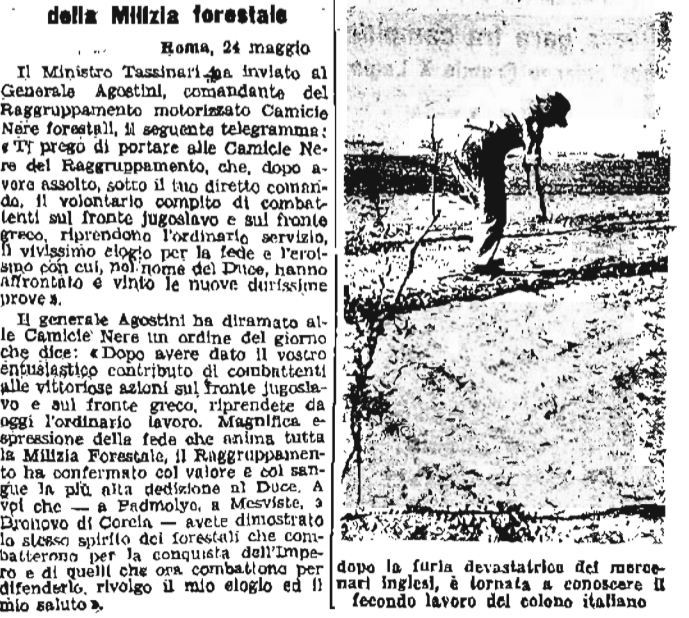 della Milizia forestale
Roma, 24 maggio
Il Ministro Tassinari ha inviato al
Generale Agostini, comandante del
Raggruppamento motorizzato Camicie
Nere forestali, il seguente telegramma:
« Ti prego di portare alle Camicie Ne-
re del Raggruppamento, che, dopo a-
vere assolto, sotto il tuo diretto coman-
do, il volontario compito di combat-
tenti sul fronte jugoslavo e sul fronte
greco, riprendono l'ordinario servizio,
il vivissimo elogio per la fede e l'eroi-
smo con cui, nel nome del Duce, hanno
affrontato e vinto le nuove durissime
prove ».
Il generale Agostini ha diramato al-
le Camicie Nere un ordine del giorno
che dice: « Dopo avere dato il vostro
entusiastico contributo di combattenti
alle vittoriose azioni sul fronte jugosla-
vo e sul fronte greco, riprendete da
oggi l'ordinario lavoro. Magnifica e-
spressione della fede che anima tutta
la Milizia Forestale, il Raggruppamen-
to ha confermato col valore e col san-
gue la più alta dedizione al Duce. A
voi che — a Padmolye, a Mesviste, a
di — avete dimostrato
lo stesso spirito dei forestali che com-
batterono per la conquista dell'Impe-
ro e di quelli che ora combattono per
difenderlo, rivolgo il mio elogio ed il
mio saluto ».
dopo la furia devastatrice dei merce-
nari inglesi, è tornata a conoscere il
fecondo lavoro del colono italiano